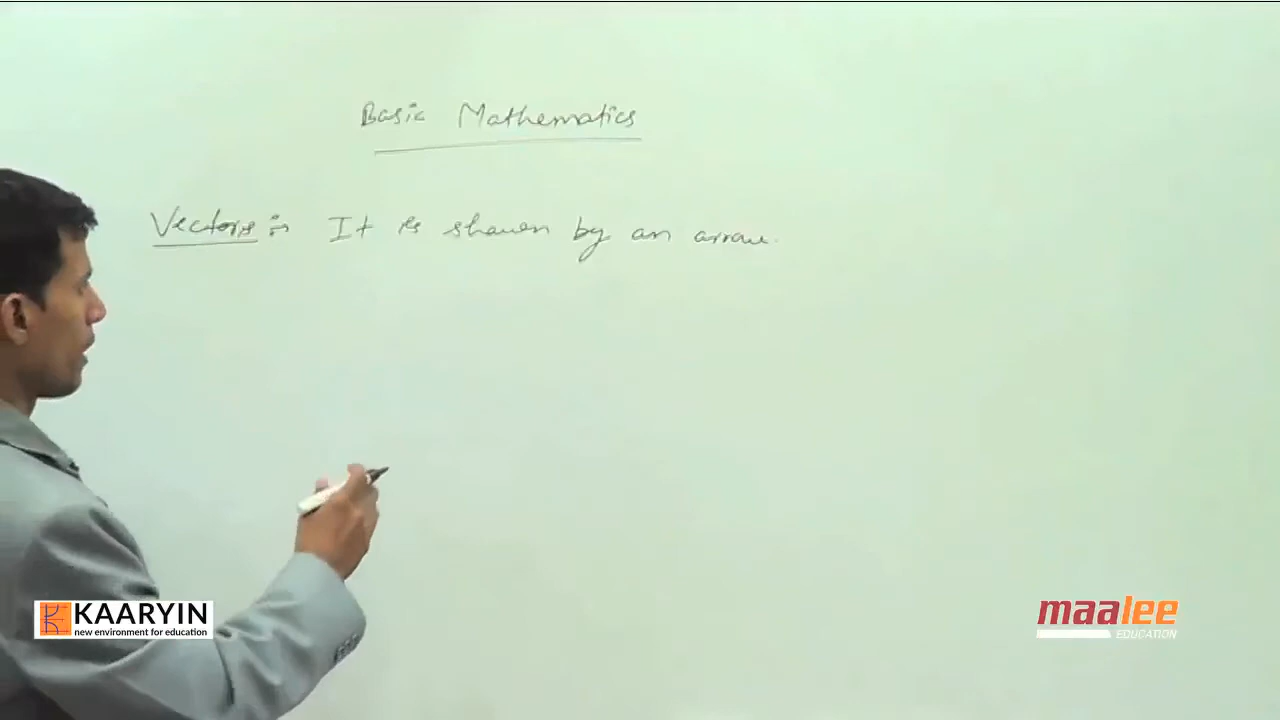 Basic Mathematics
Vectors :- It is shown by an arrow.
KAARYIN
new environment for education
maalee
EDUCATION